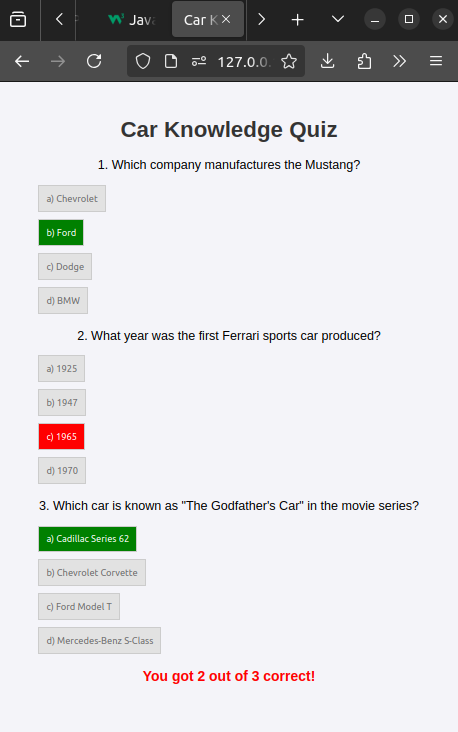 Java
Car K
127.0.0.
Car Knowledge Quiz
1. Which company manufactures the Mustang?
a) Chevrolet
b) Ford
c) Dodge
d) BMW
2. What year was the first Ferrari sports car produced?
a) 1925
b) 1947
c) 1965
d) 1970
3. Which car is known as "The Godfather's Car" in the movie series?
a) Cadillac Series 62
b) Chevrolet Corvette
c) Ford Model T
d) Mercedes-Benz S-Class
You got 2 out of 3 correct!